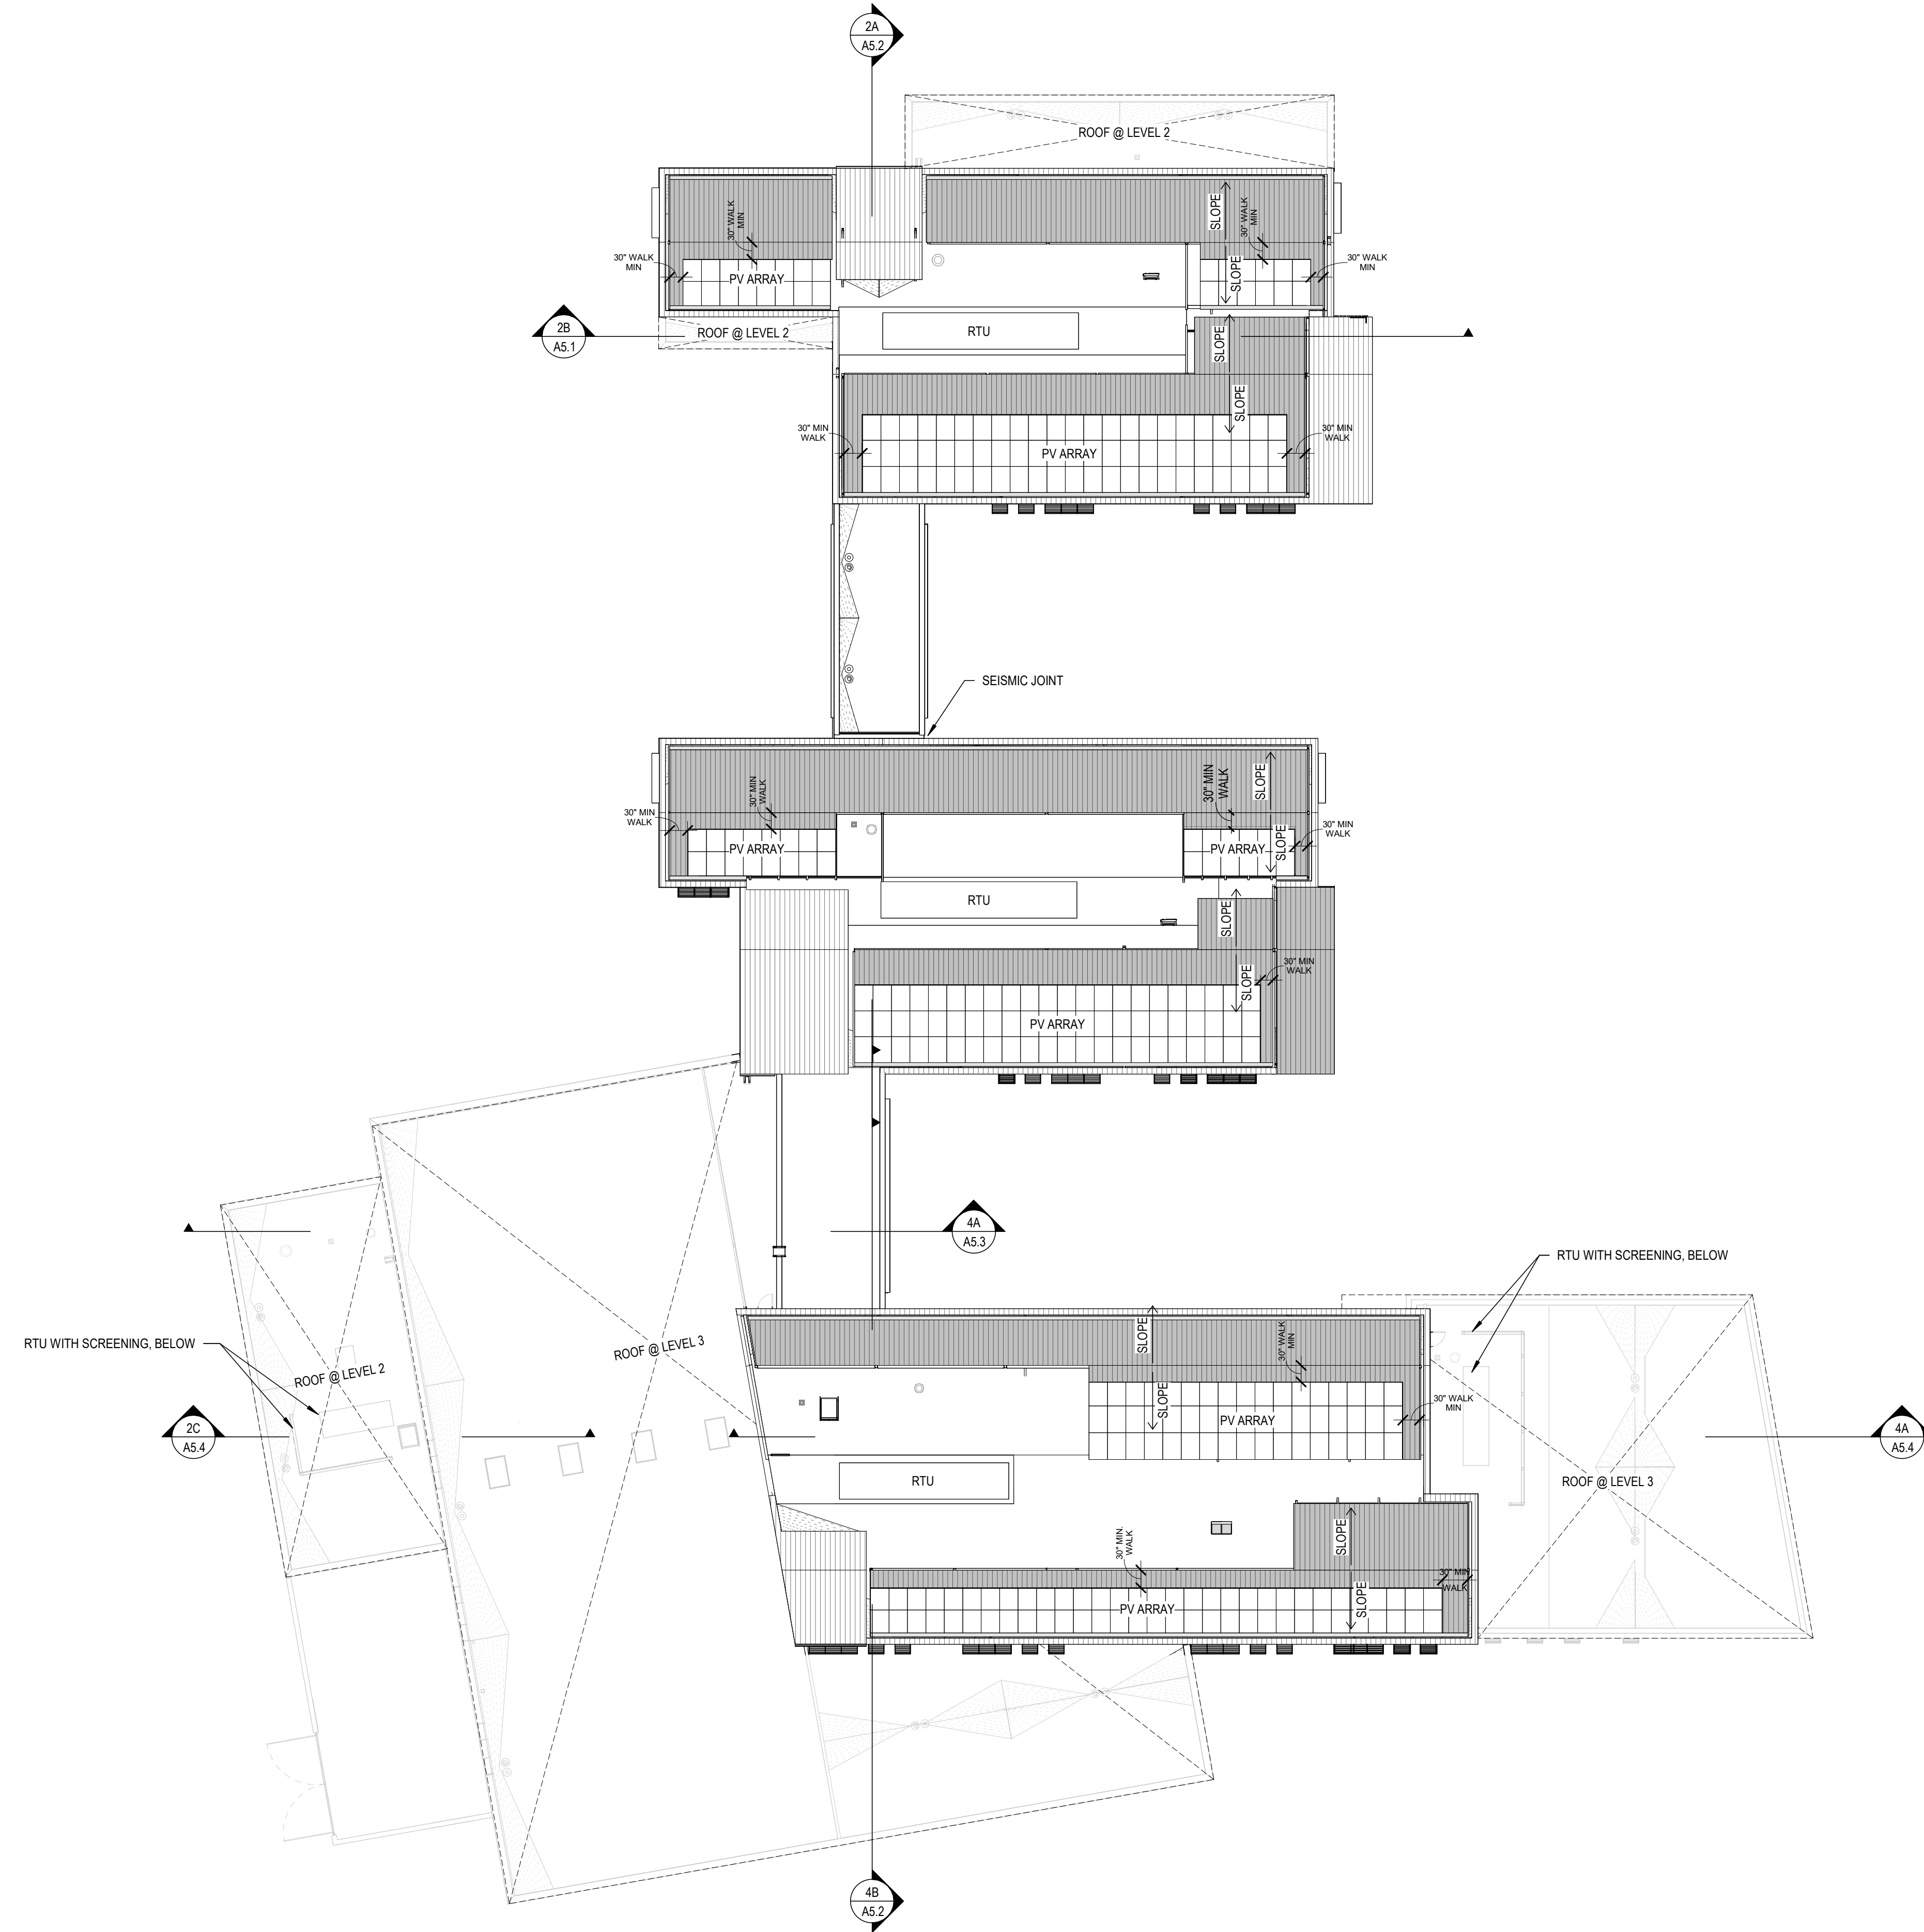 2A
A5.2
ROOF @ LEVEL 2
30" WALK
MIN
SLOPE
30" WALK
MIN
30" WALK
MIN
PV ARRAY
SLOPE
30" WALK
MIN
2B
A5.1
ROOF @ LEVEL 2
RTU
SLOPE
SLOPE
30" MIN
WALK
PV ARRAY
30" MIN
WALK
SEISMIC JOINT
30" MIN
WALK
30" MIN
WALK
SLOPE
30" MIN
WALK
PV ARRAY
PV ARRAY
SLOPE
30" MIN
WALK
RTU
SLOPE
30" MIN
WALK
SLOPE
PV ARRAY
4A
A5.3
RTU WITH SCREENING, BELOW
RTU WITH SCREENING, BELOW
ROOF @ LEVEL 2
ROOF @ LEVEL 3
SLOPE
30" WALK
MIN
SLOPE
PV ARRAY
30" WALK
MIN
2C
A5.4
4A
A5.4
RTU
ROOF @ LEVEL 3
30" MIN.
WALK
SLOPE
30" MIN
WALK
PV ARRAY
SLOPE
4B
A5.2